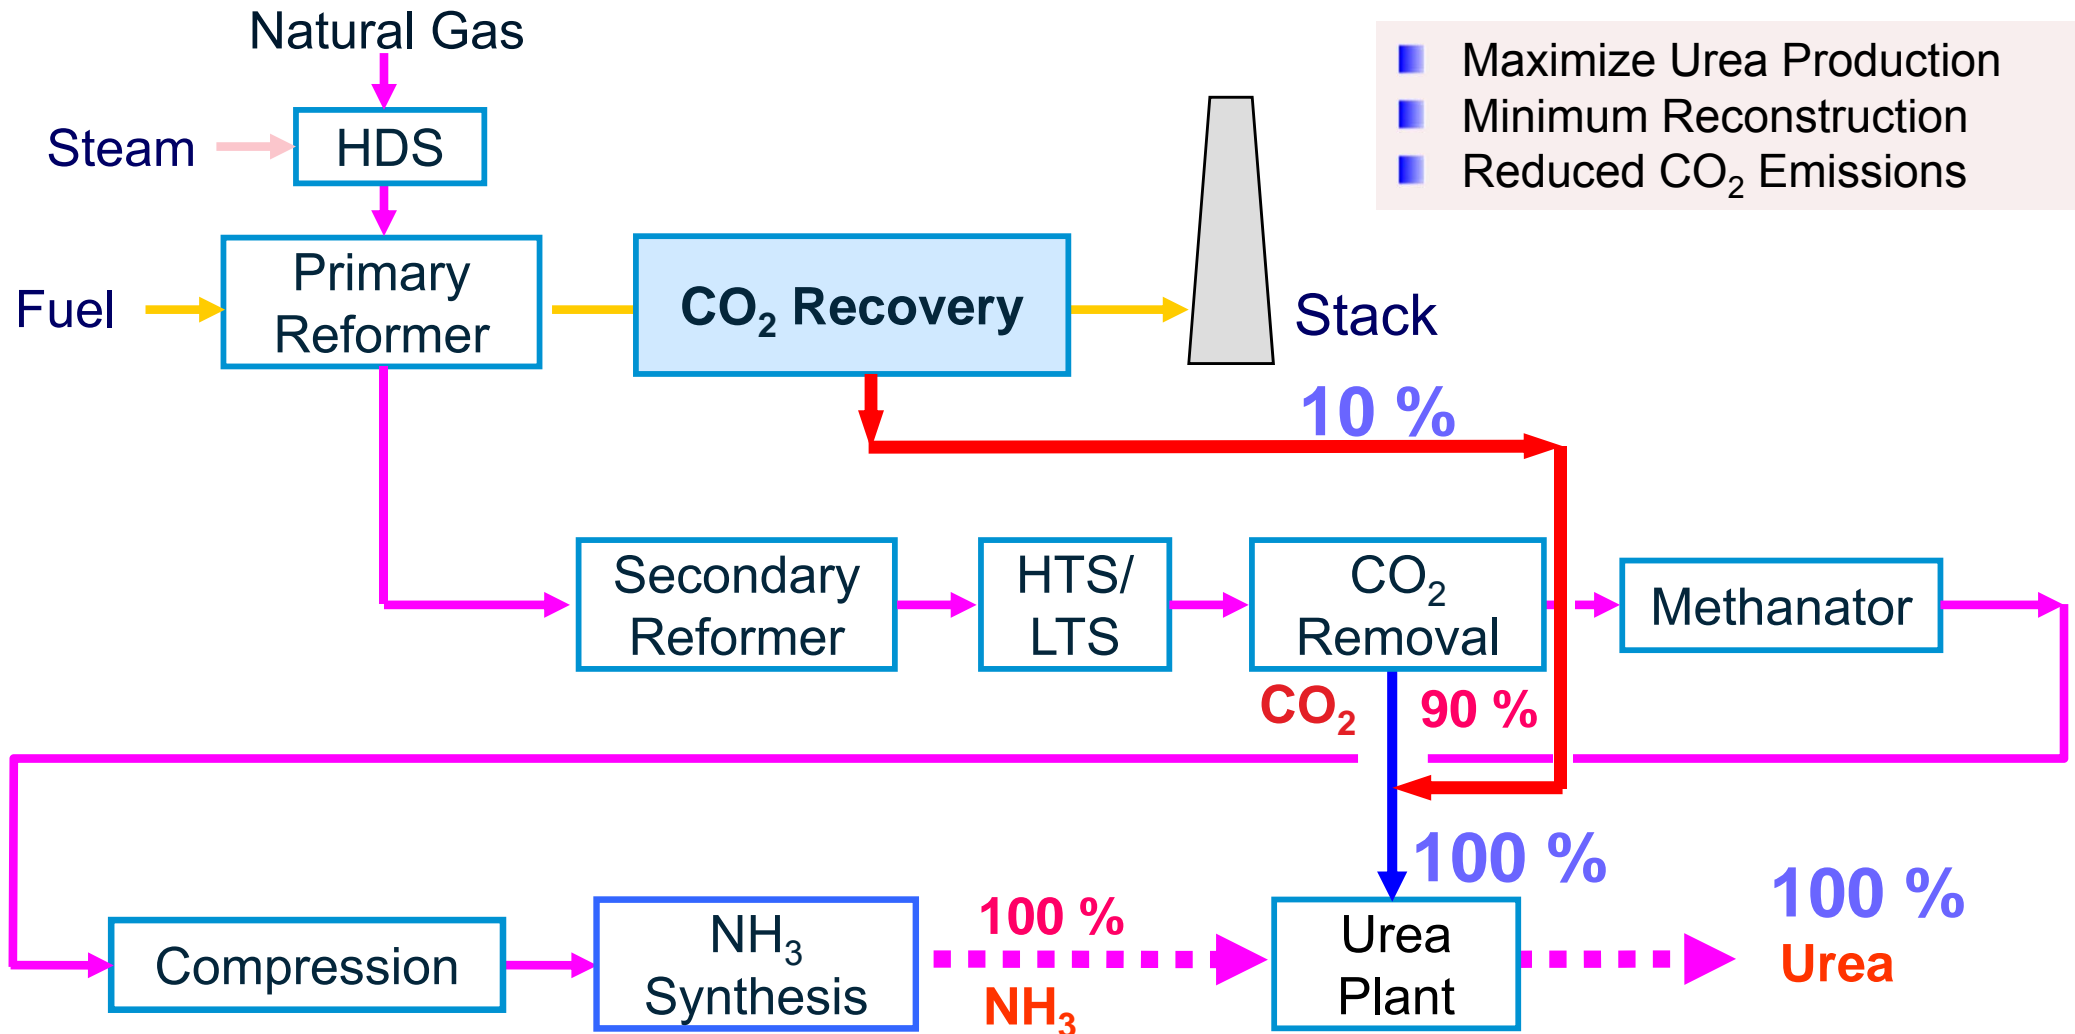 Natural Gas
Maximize Urea Production
Minimum Reconstruction
Reduced CO₂ Emissions
Steam
HDS
Fuel
Primary
Reformer
CO₂ Recovery
Stack
10 %
Secondary
Reformer
HTS/
LTS
CO₂
Removal
Methanator
CO₂
90 %
100 %
100 %
Urea
Compression
NH₃
Synthesis
100 %
NH₃
Urea
Plant